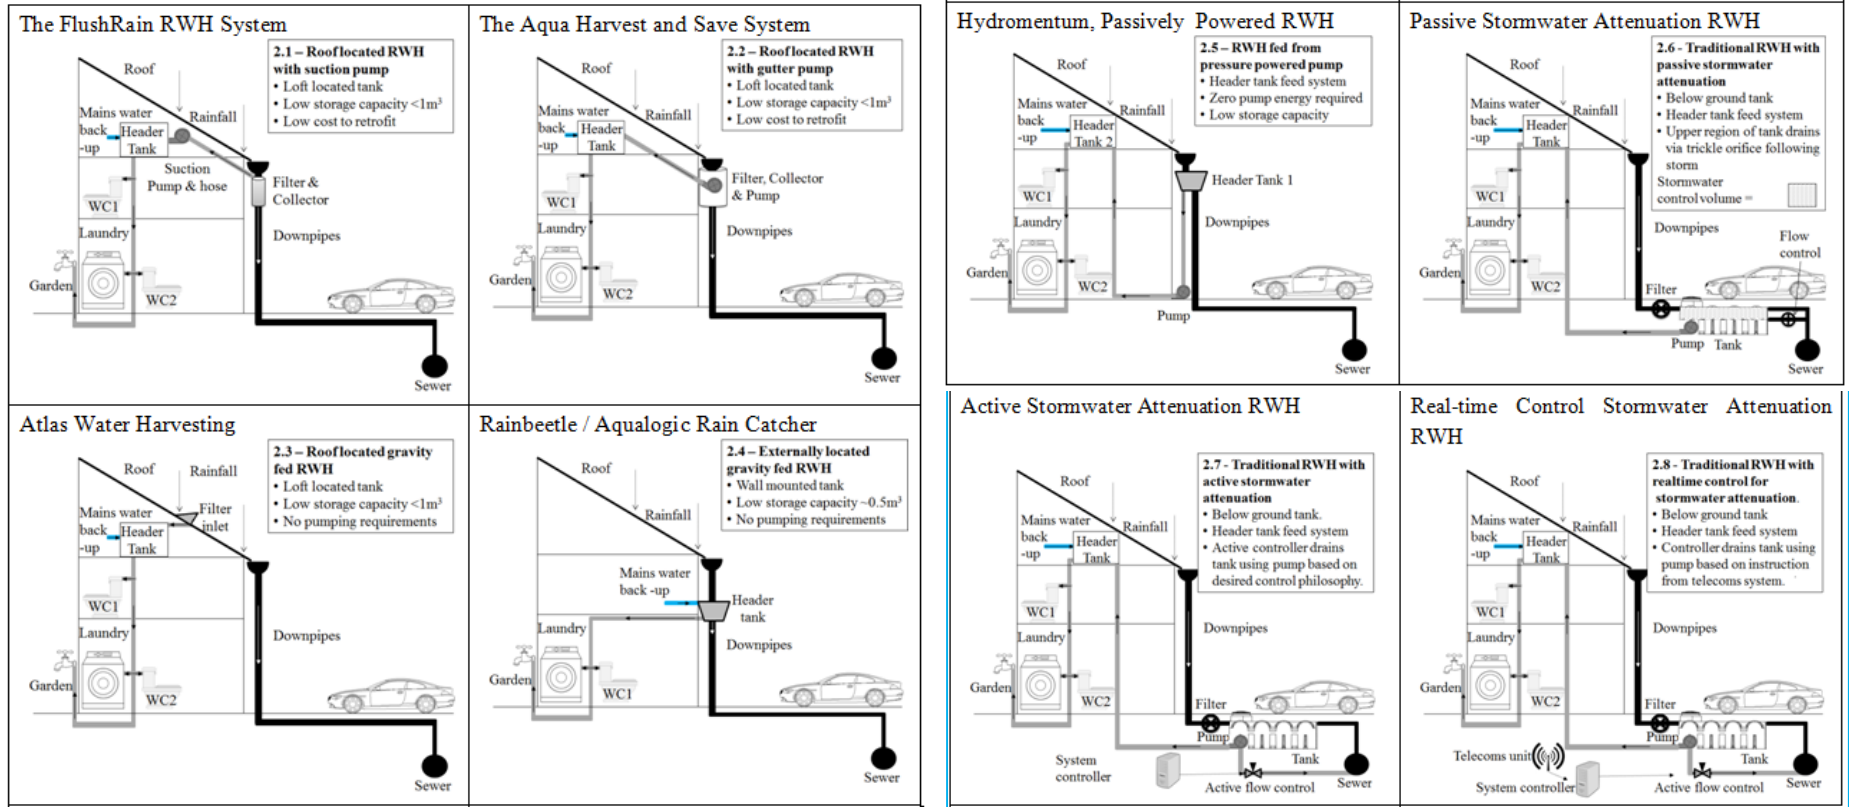 The FlushRain RWH System
2.1 – Roof located RWH
with suction pump
• Loft located tank
• Low storage capacity <1m³
• Low cost to retrofit
Roof
Mains water
back
-up
Header
Tank
Rainfall
Suction
Pump & hose
Filter &
Collector
WC1
Laundry
Downpipes
Garden
WC2
Sewer
The Aqua Harvest and Save System
2.2 – Roof located RWH
with gutter pump
• Loft located tank
• Low storage capacity <1m³
• Low cost to retrofit
Roof
Mains water
back
-up
Header
Tank
Rainfall
Filter, Collector
& Pump
WC1
Laundry
Downpipes
Garden
WC2
Sewer
Hydromentum, Passively Powered RWH
2.5 – RWH fed from
pressure powered pump
• Header tank feed system
• Zero pump energy required
• Low storage capacity
Roof
Mains water
back
-up
Header
Tank 2
Rainfall
Header Tank 1
WC1
Laundry
Downpipes
Garden
WC2
Pump
Sewer
Passive Stormwater Attenuation RWH
2.6 - Traditional RWH with
passive stormwater
attenuation
• Below ground tank
• Header tank feed system
• Upper region of tank drains
via trickle orifice following
storm
Stormwater
control volume =
Roof
Mains water
back
-up
Header
Tank
Rainfall
WC1
Laundry
Downpipes
Flow
control
Garden
WC2
Filter
Pump
Tank
Sewer
Atlas Water Harvesting
2.3 – Roof located gravity
fed RWH
• Loft located tank
• Low storage capacity <1m³
• No pumping requirements
Roof
Rainfall
Filter
inlet
Mains water
back
-up
Header
Tank
WC1
Laundry
Downpipes
Garden
WC2
Sewer
Rainbeetle / Aqualogic Rain Catcher
2.4 – Externally located
gravity fed RWH
• Wall mounted tank
• Low storage capacity ~0.5m³
• No pumping requirements
Roof
Rainfall
Mains water
back -up
Header
tank
Laundry
Downpipes
Garden
WC1
Sewer
Active Stormwater Attenuation RWH
2.7 - Traditional RWH with
active stormwater
attenuation
• Below ground tank.
• Header tank feed system
• Active controller drains
tank using pump based on
desired control philosophy.
Roof
Mains water
back
-up
Header
Tank
Rainfall
WC1
Laundry
Downpipes
Garden
WC2
Filter
Pump
Tank
System
controller
Active flow control
Sewer
Real-time Control Stormwater Attenuation
RWH
2.8 - Traditional RWH with
realtime control for
stormwater attenuation.
• Below ground tank
• Header tank feed system
• Controller drains tank using
pump based on instruction
from telecoms system.
Roof
Mains water
back
-up
Header
Tank
Rainfall
WC1
Laundry
Downpipes
Garden
WC2
Filter
Pump
Tank
Telecoms unit
System controller
Active flow control
Sewer